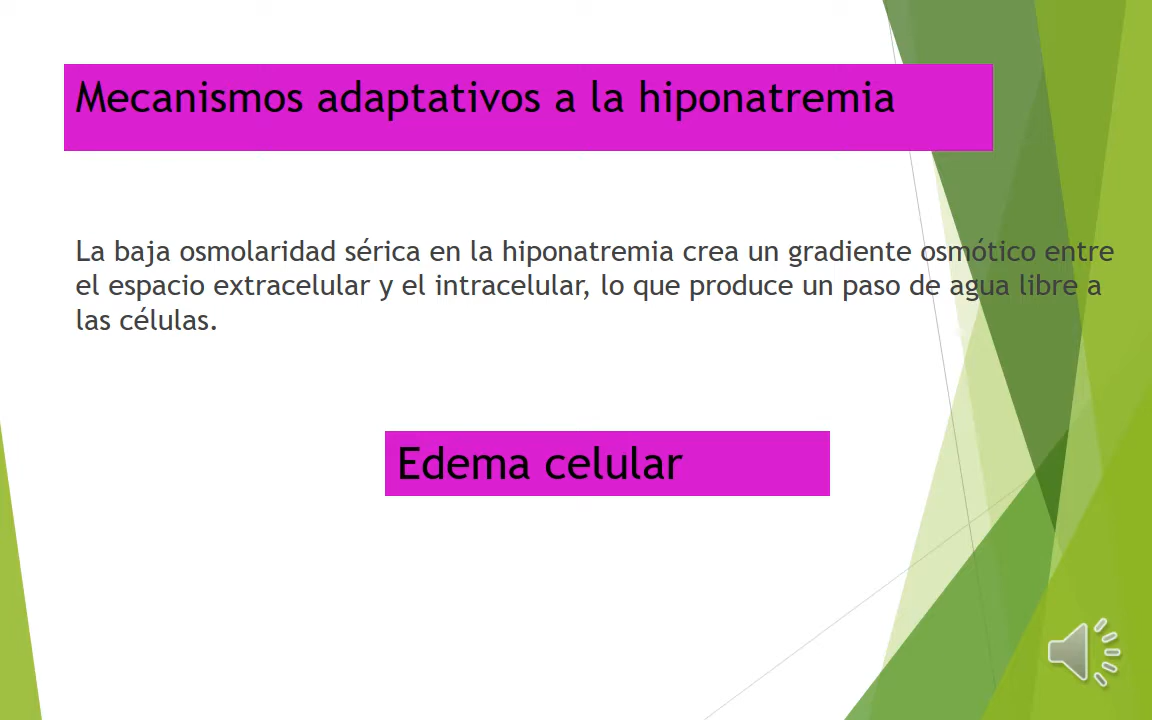 Mecanismos adaptativos a la hiponatremia
La baja osmolaridad sérica en la hiponatremia crea un gradiente osmótico entre
el espacio extracelular y el intracelular, lo que produce un paso de agua libre a
las células.
Edema celular